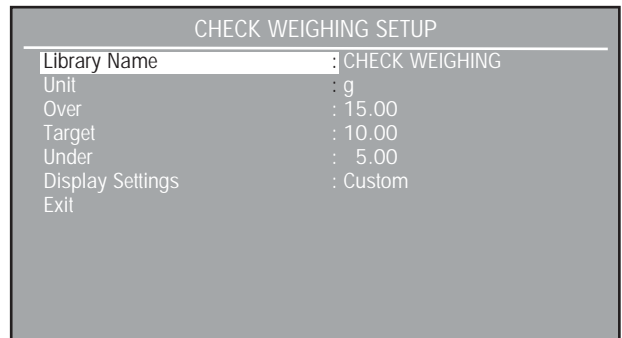 CHECK WEIGHING SETUP
Library Name : CHECK WEIGHING
Unit : g
Over : 15.00
Target : 10.00
Under : 5.00
Display Settings : Custom
Exit